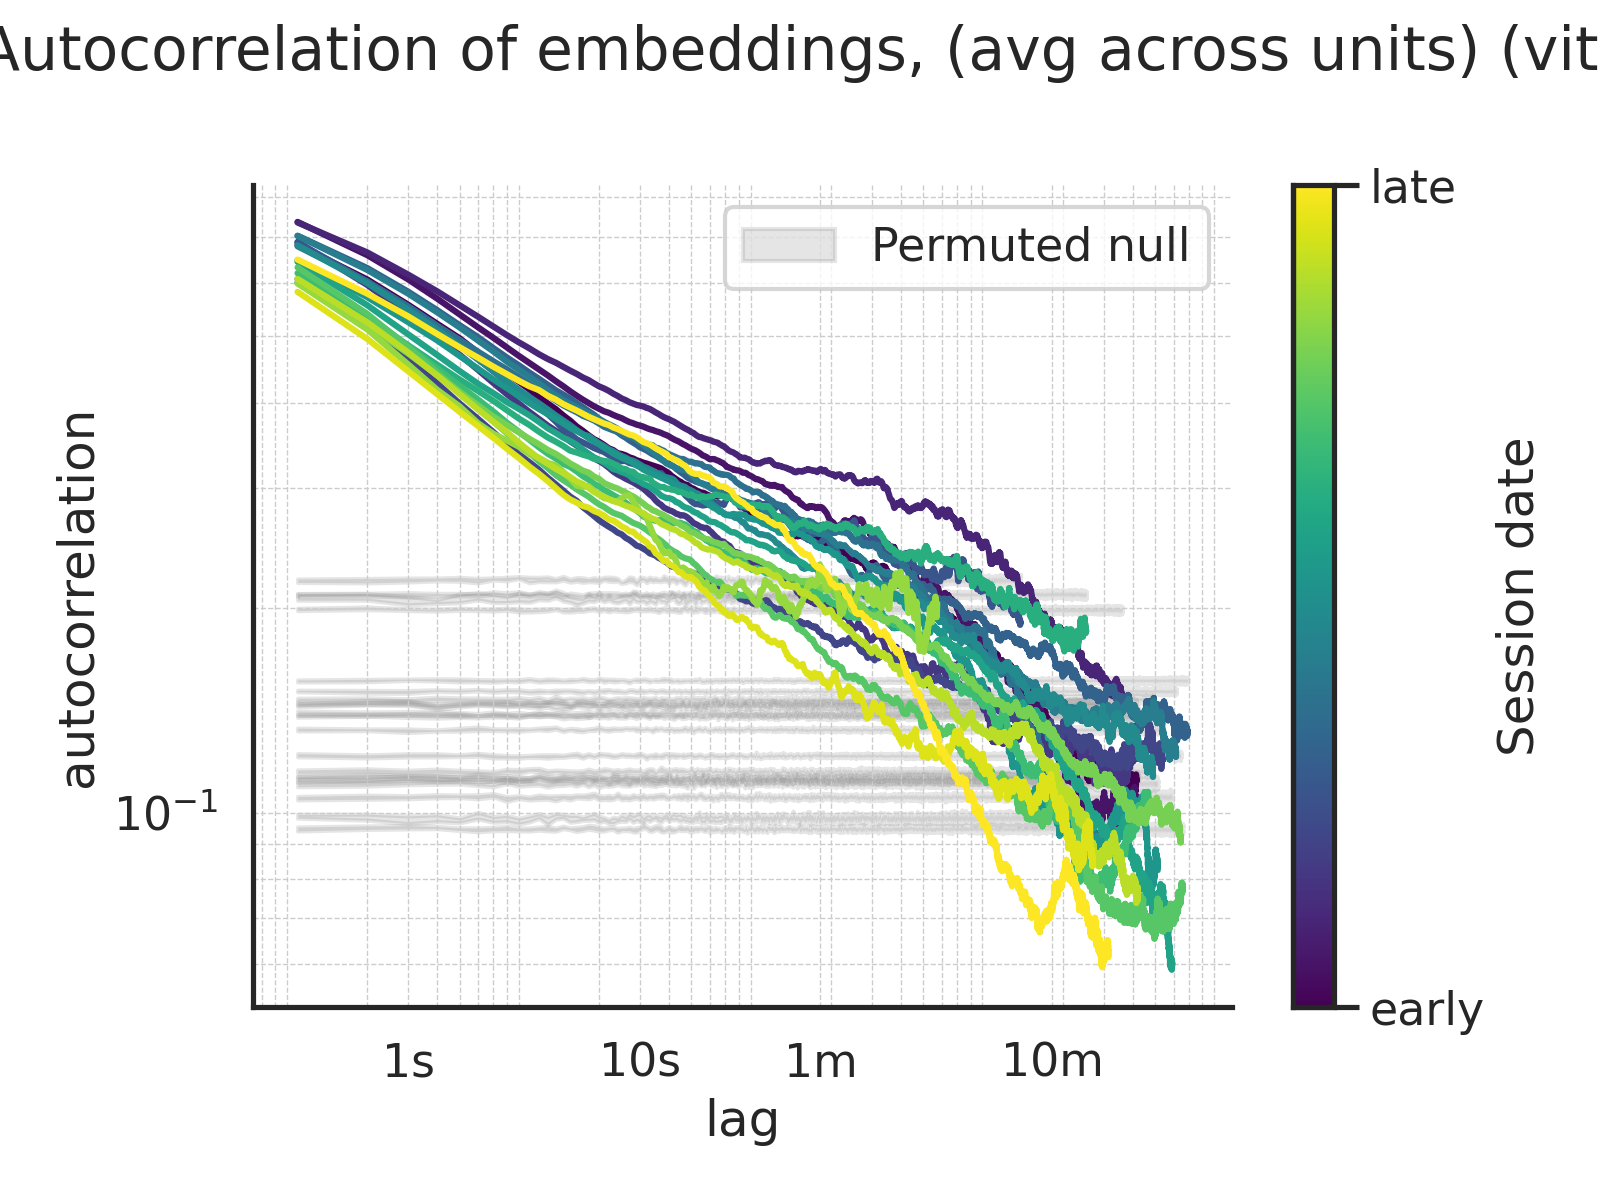 Autocorrelation of embeddings, (avg across units) (vit
Permuted null
autocorrelation
10⁻¹
1s
10s
1m
10m
lag
late
early
Session date